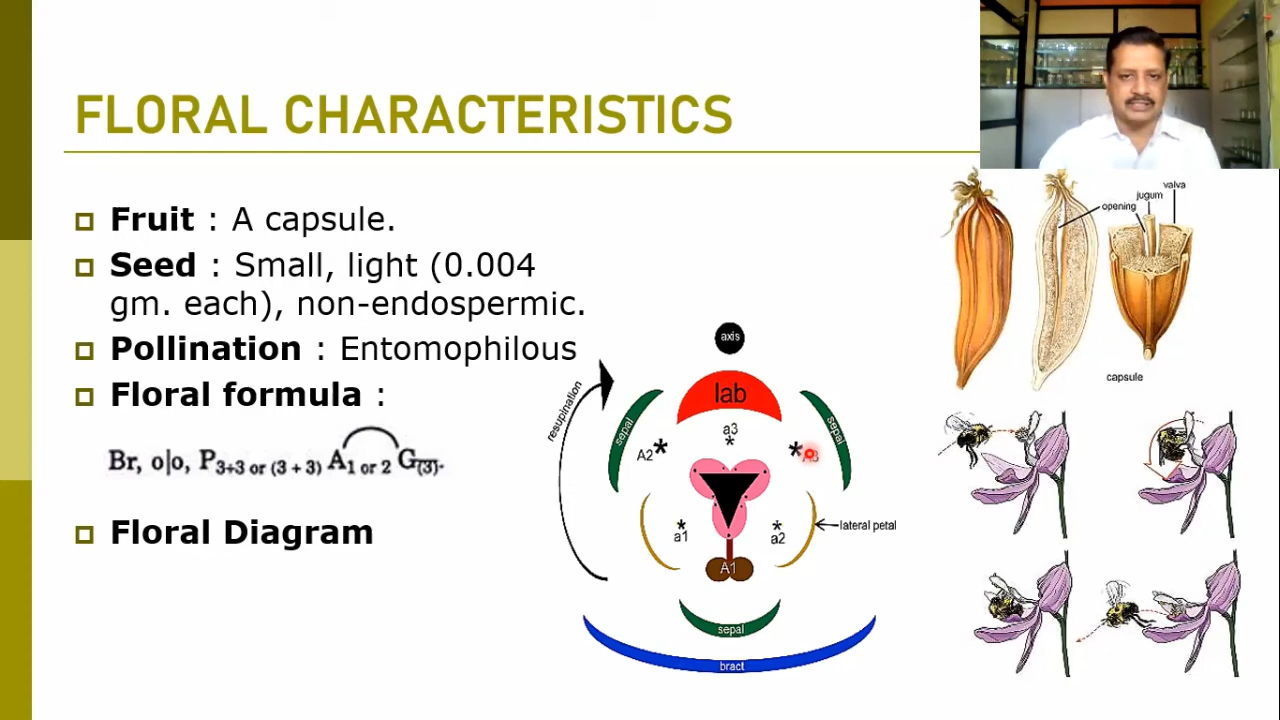 FLORAL CHARACTERISTICS
Fruit : A capsule.
Seed : Small, light (0.004
gm. each), non-endospermic.
Pollination : Entomophilous
Floral formula :
Br, o|o, P3+3 or (3 + 3) A1 or 2 G(3).
Floral Diagram
axis
lab
resupination
sepal
sepal
a3
A2
A3
a1
a2
lateral petal
A1
sepal
bract
valva
jugum
opening
capsule